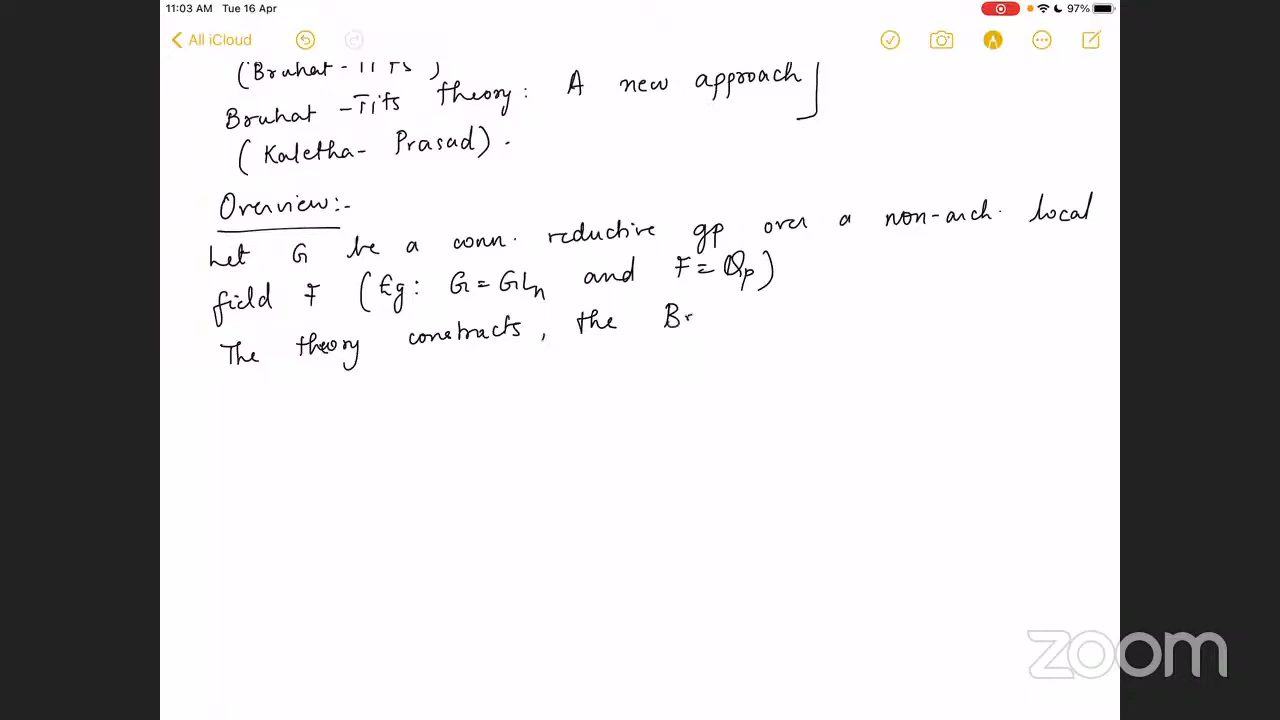 11:03 AM Tue 16 Apr
97%
All iCloud
(Bruhat-Tits)
Bruhat-Tits theory: A new approach]
(Kaletha-Prasad).
Overview:-
Let G be a conn. reductive gp over a non-arch. local
field F (Eg: G = GLn and F = Qp)
The theory constructs, the Br
zoom